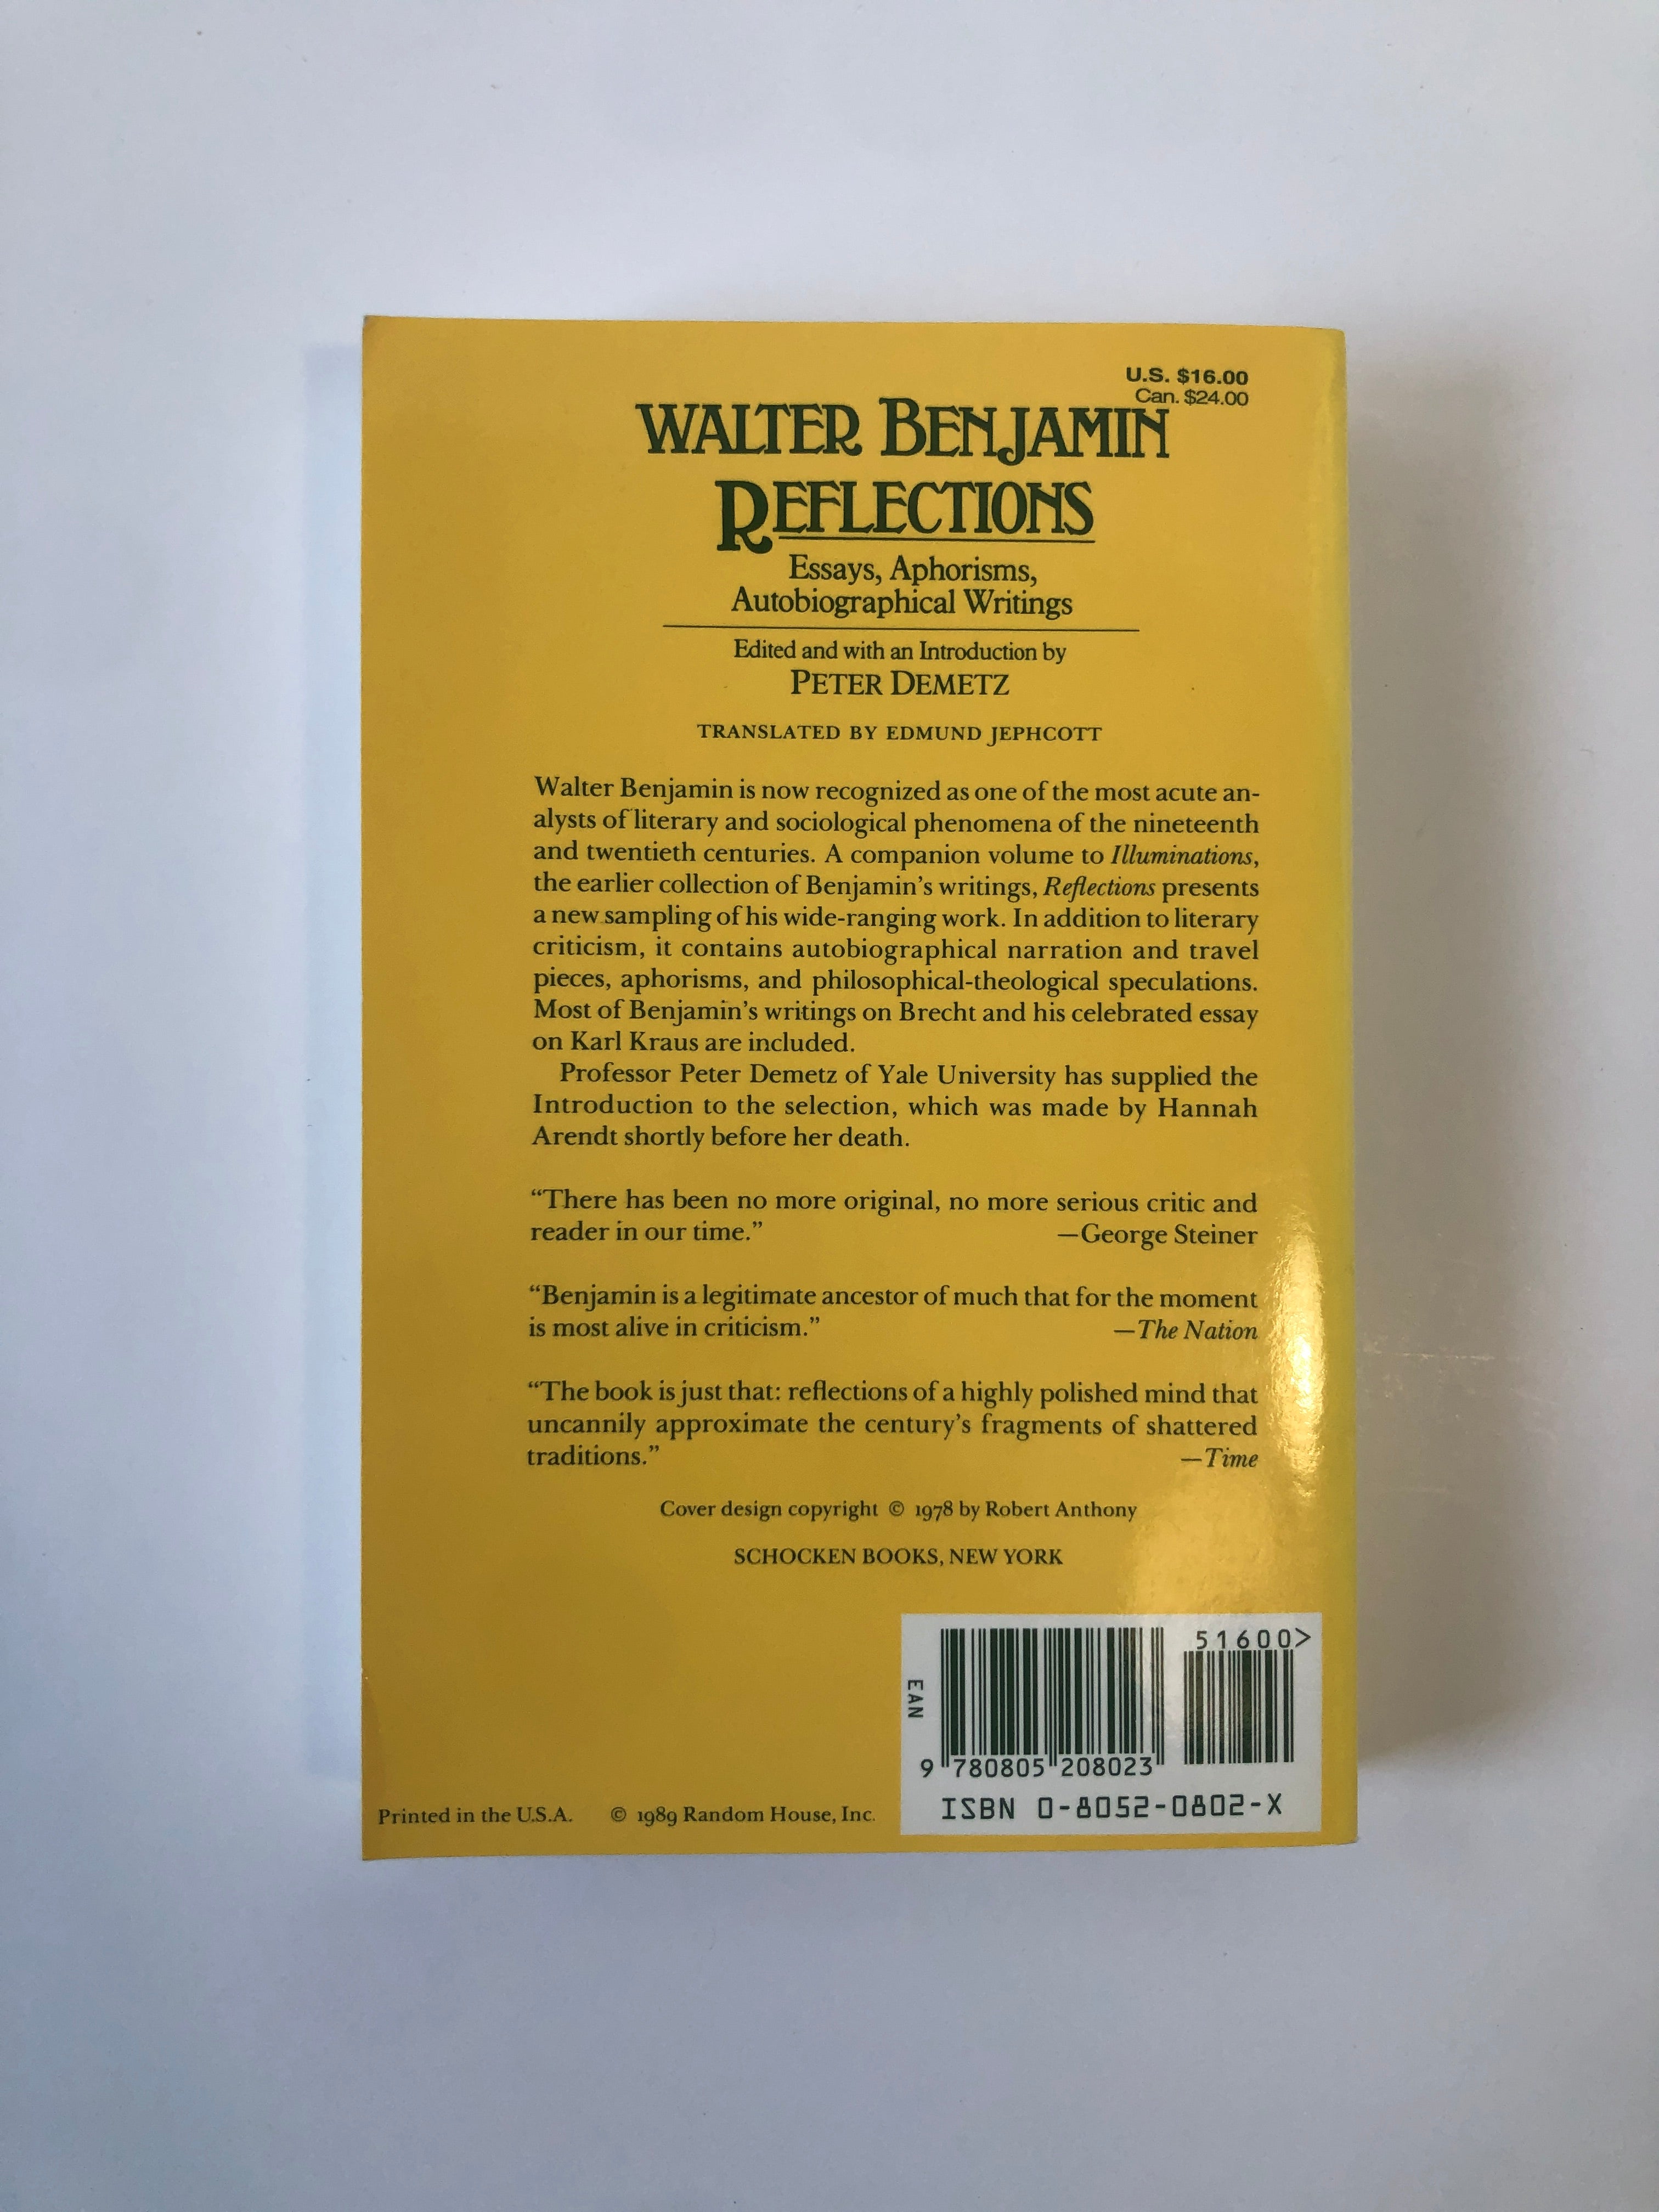 U.S. $16.00
Can. $24.00
WALTER BENJAMIN
REFLECTIONS
Essays, Aphorisms,
Autobiographical Writings
Edited and with an Introduction by
PETER DEMETZ
TRANSLATED BY EDMUND JEPHCOTT
Walter Benjamin is now recognized as one of the most acute an-
alysts of literary and sociological phenomena of the nineteenth
and twentieth centuries. A companion volume to Illuminations,
the earlier collection of Benjamin's writings, Reflections presents
a new sampling of his wide-ranging work. In addition to literary
criticism, it contains autobiographical narration and travel
pieces, aphorisms, and philosophical-theological speculations.
Most of Benjamin's writings on Brecht and his celebrated essay
on Karl Kraus are included.
Professor Peter Demetz of Yale University has supplied the
Introduction to the selection, which was made by Hannah
Arendt shortly before her death.
“There has been no more original, no more serious critic and
reader in our time.” —George Steiner
“Benjamin is a legitimate ancestor of much that for the moment
is most alive in criticism.” —The Nation
“The book is just that: reflections of a highly polished mind that
uncannily approximate the century's fragments of shattered
traditions.” —Time
Cover design copyright © 1978 by Robert Anthony
SCHOCKEN BOOKS, NEW YORK
51600>
EAN
9 780805 208023
ISBN 0-8052-0802-X
Printed in the U.S.A. © 1989 Random House, Inc.